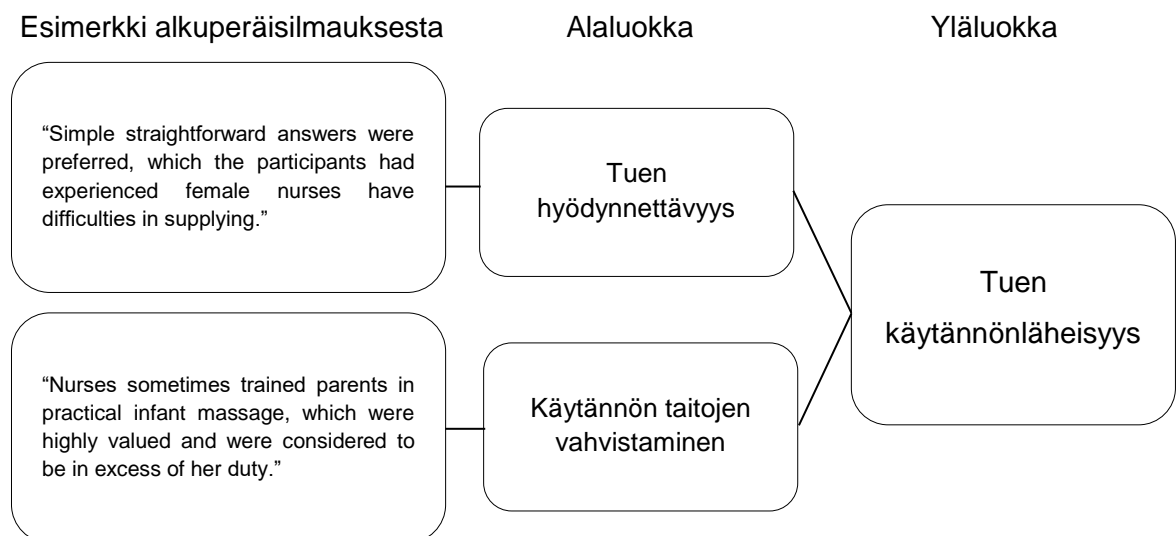 Esimerkki alkuperäisilmauksesta
Alaluokka
Yläluokka
“Simple straightforward answers were
preferred, which the participants had
experienced female nurses have
difficulties in supplying.”
Tuen
hyödynnettävyys
“Nurses sometimes trained parents in
practical infant massage, which were
highly valued and were considered to
be in excess of her duty.”
Käytännön taitojen
vahvistaminen
Tuen
käytännönläheisyys